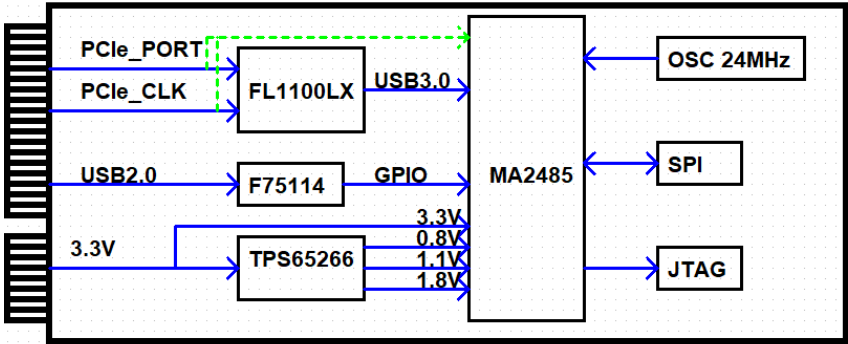 PCIe_PORT
PCIe_CLK
FL1100LX
USB3.0
OSC 24MHz
USB2.0
F75114
GPIO
MA2485
SPI
3.3V
3.3V
TPS65266
0.8V
1.1V
1.8V
JTAG